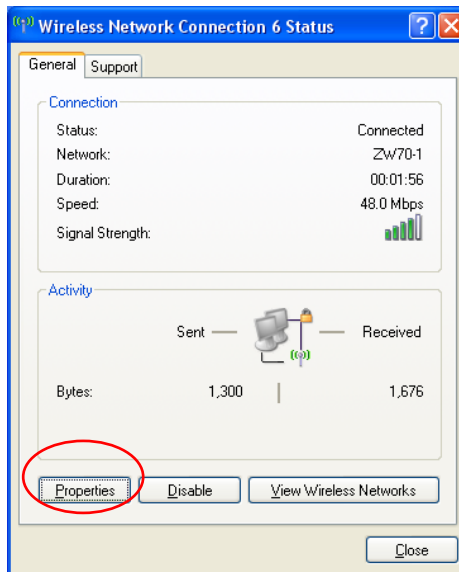 Wireless Network Connection 6 Status
General Support
Connection
Status: Connected
Network: ZW70-1
Duration: 00:01:56
Speed: 48.0 Mbps
Signal Strength:
Activity
Sent Received
Bytes: 1,300 1,676
Properties Disable View Wireless Networks
Close